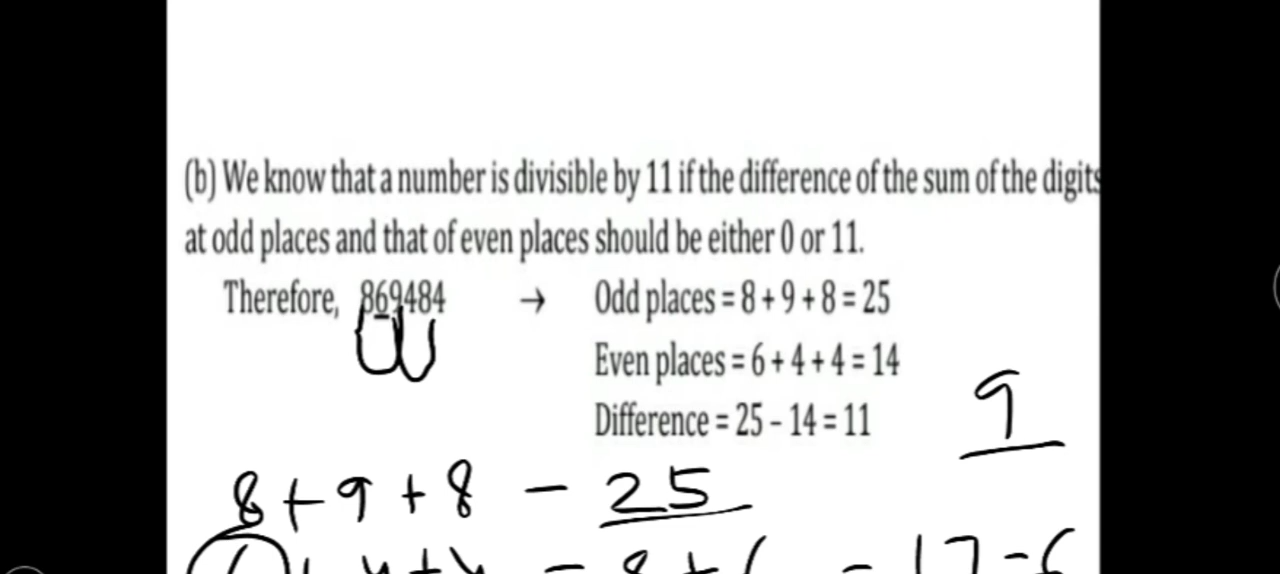 (b) We know that a number is divisible by 11 if the difference of the sum of the digits
at odd places and that of even places should be either 0 or 11.
Therefore, 869484 → Odd places = 8 + 9 + 8 = 25
Even places = 6 + 4 + 4 = 14
Difference = 25 – 14 = 11
9
8 + 9 + 8 - 25